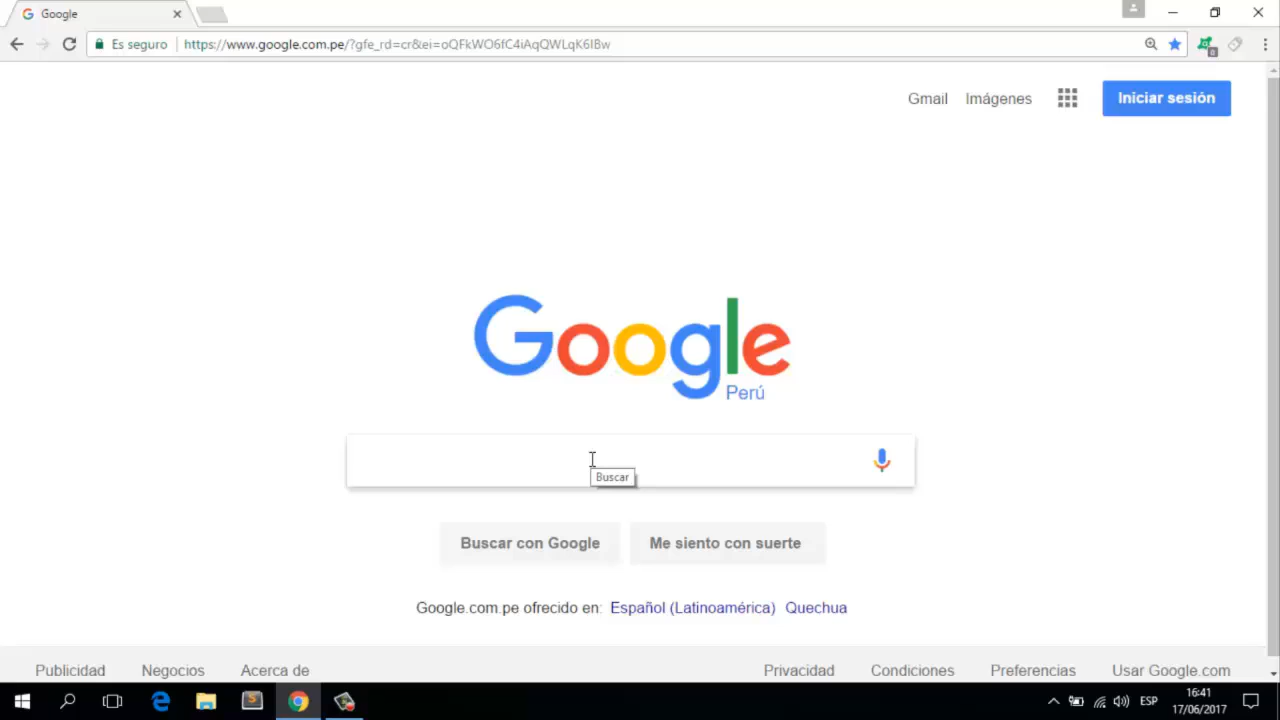 Google
Es seguro
https://www.google.com.pe/?gfe_rd=cr&ei=oQFkWO6fC4iAqQWLqK6IBw
Gmail Imágenes Iniciar sesión
Google
Perú
Buscar
Buscar con Google Me siento con suerte
Google.com.pe ofrecido en: Español (Latinoamérica) Quechua
Publicidad Negocios Acerca de Privacidad Condiciones Preferencias Usar Google.com
ESP
16:41
17/06/2017